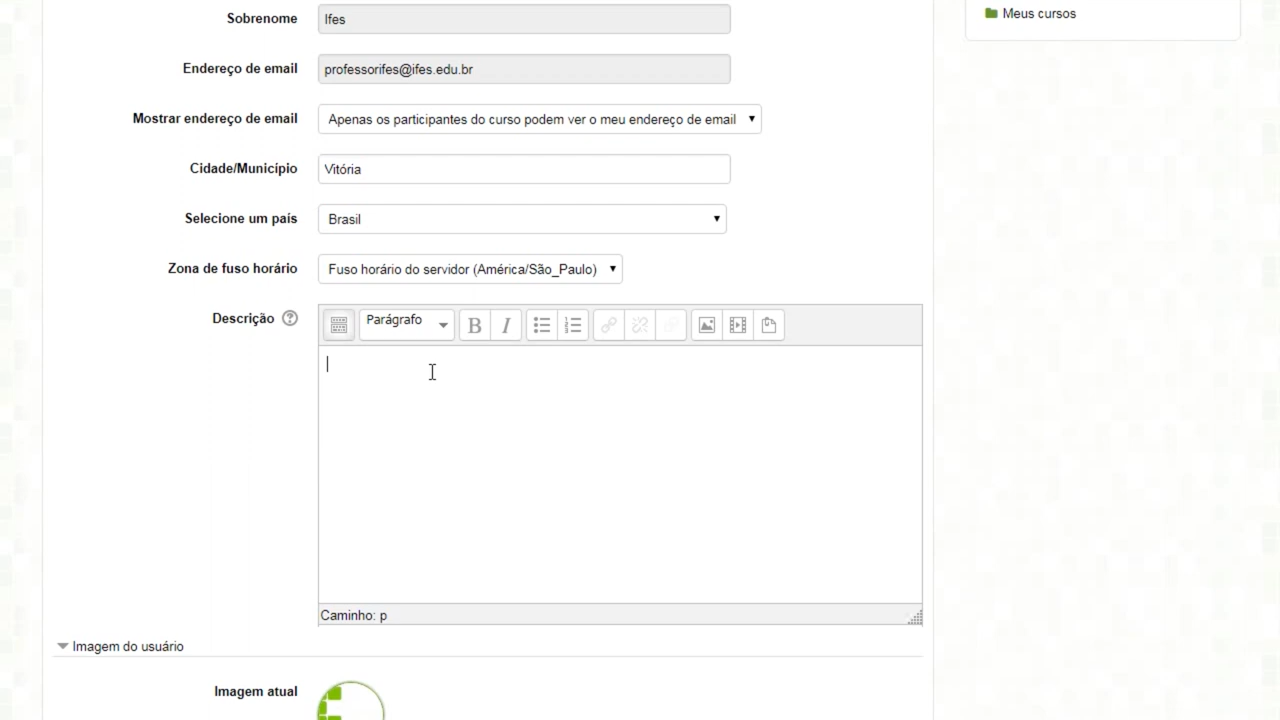 Sobrenome Ifes
Meus cursos
Endereço de email professorifes@ifes.edu.br
Mostrar endereço de email Apenas os participantes do curso podem ver o meu endereço de email
Cidade/Município Vitória
Selecione um país Brasil
Zona de fuso horário Fuso horário do servidor (América/São_Paulo)
Descrição ? Parágrafo B I
Caminho: p
Imagem do usuário
Imagem atual